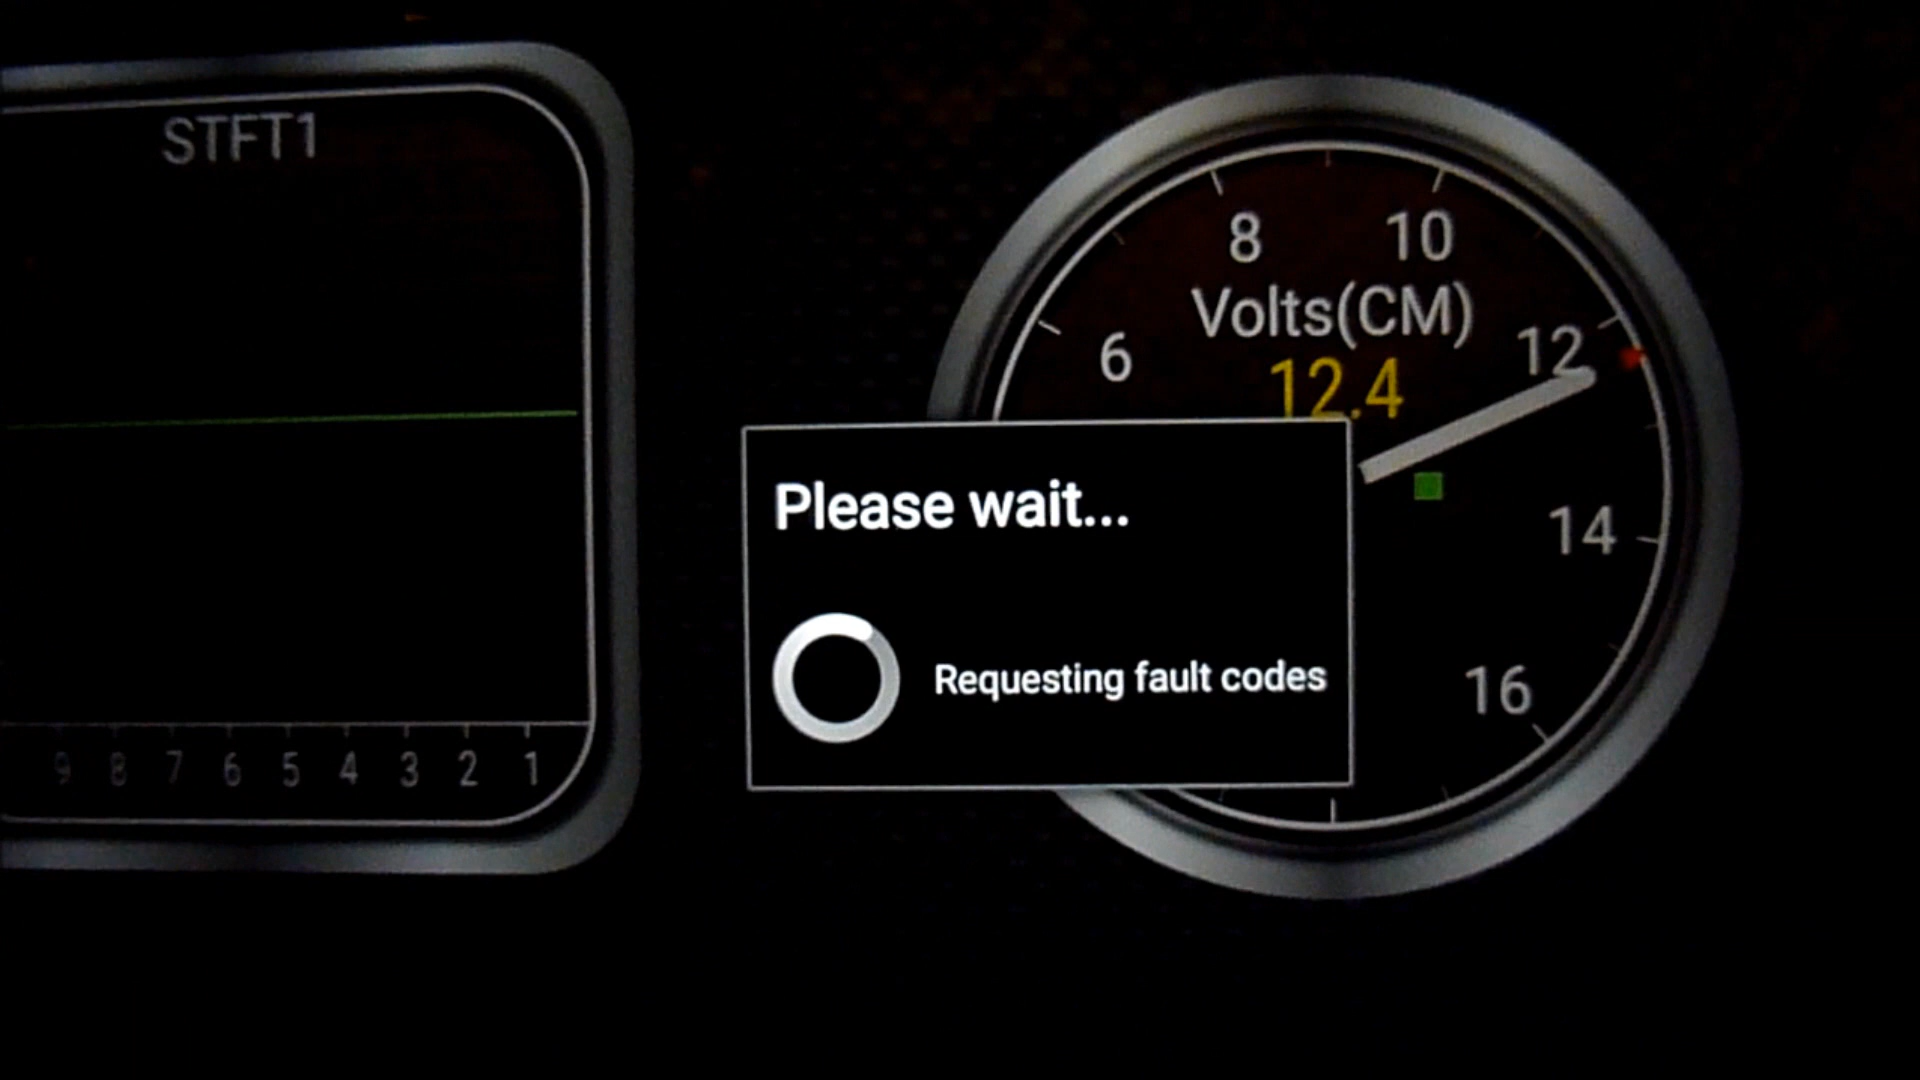 STFT1
9 8 7 6 5 4 3 2 1
8 10
Volts(CM)
6 12
12.4
14
16
Please wait...
Requesting fault codes